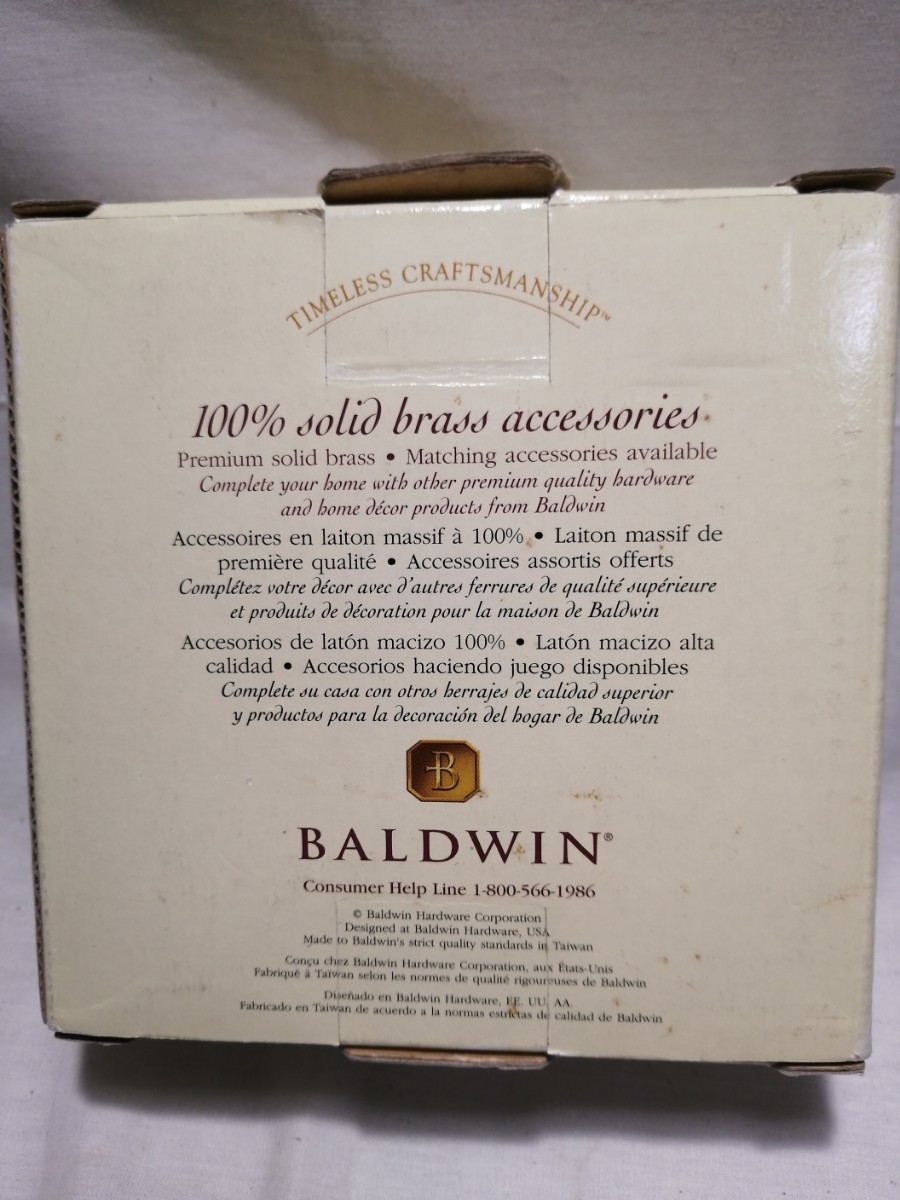 TIMELESS CRAFTSMANSHIP™
100% solid brass accessories
Premium solid brass • Matching accessories available
Complete your home with other premium quality hardware
and home décor products from Baldwin
Accessoires en laiton massif à 100% • Laiton massif de
première qualité • Accessoires assortis offerts
Complétez votre décor avec d'autres ferrures de qualité supérieure
et produits de décoration pour la maison de Baldwin
Accesorios de latón macizo 100% • Latón macizo alta
calidad • Accesorios haciendo juego disponibles
Complete su casa con otros herrajes de calidad superior
y productos para la decoración del hogar de Baldwin
B
BALDWIN®
Consumer Help Line 1-800-566-1986
© Baldwin Hardware Corporation
Designed at Baldwin Hardware, USA
Made to Baldwin's strict quality standards in Taiwan
Conçu chez Baldwin Hardware Corporation, aux États-Unis
Fabriqué à Taïwan selon les normes de qualité rigoureuses de Baldwin
Diseñado en Baldwin Hardware, EE. UU. AA.
Fabricado en Taiwan de acuerdo a la normas estrictas de calidad de Baldwin